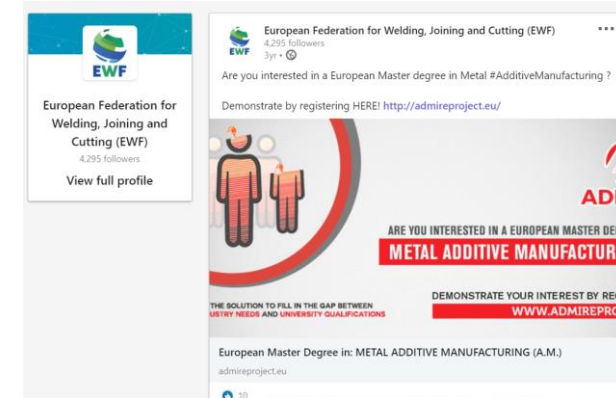 EWF
European Federation for
Welding, Joining and
Cutting (EWF)
4,295 followers
View full profile
EWF
European Federation for Welding, Joining and Cutting (EWF)
4,295 followers
3yr •
Are you interested in a European Master degree in Metal #AdditiveManufacturing ?
Demonstrate by registering HERE! http://admireproject.eu/
AD
ARE YOU INTERESTED IN A EUROPEAN MASTER DE
METAL ADDITIVE MANUFACTUR
DEMONSTRATE YOUR INTEREST BY RE
WWW.ADMIREPRO
THE SOLUTION TO FILL IN THE GAP BETWEEN
USTRY NEEDS AND UNIVERSITY QUALIFICATIONS
European Master Degree in: METAL ADDITIVE MANUFACTURING (A.M.)
admireproject.eu
10